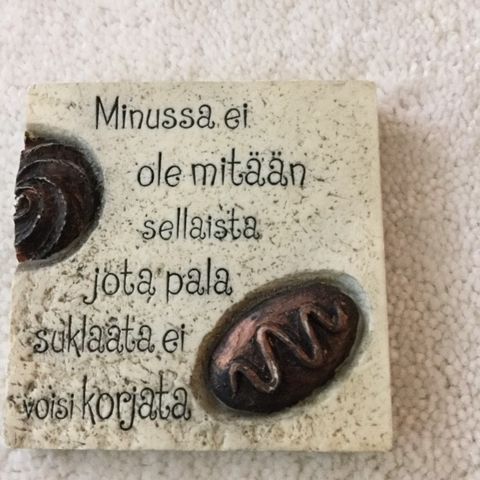 Minussa ei
ole mitään
sellaista
jota pala
suklaata ei
voisi korjata